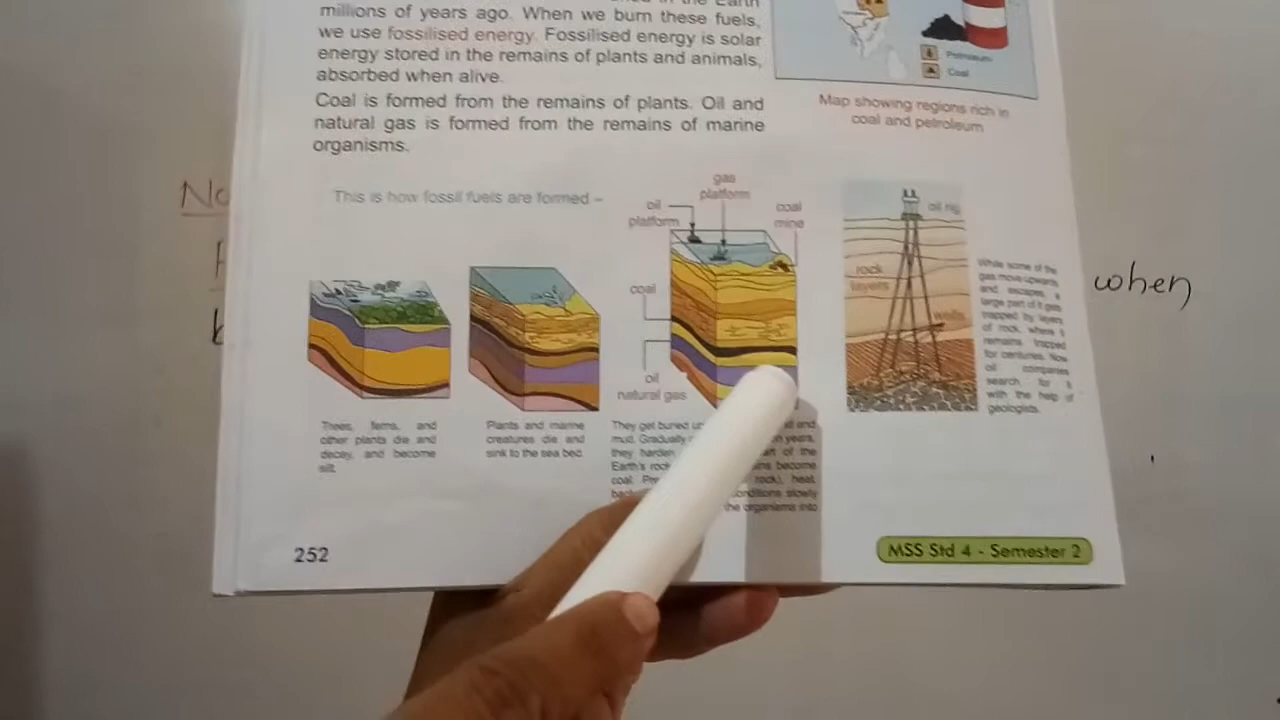 millions of years ago. When we burn these fuels,
we use fossilised energy. Fossilised energy is solar
energy stored in the remains of plants and animals,
absorbed when alive.
Coal is formed from the remains of plants. Oil and
natural gas is formed from the remains of marine
organisms.
Petroleum
Coal
Map showing regions rich in
coal and petroleum
This is how fossil fuels are formed –
oil
platform
gas
platform
coal
mine
coal
oil
natural gas
oil rig
rock
layers
wells
Trees, ferns, and
other plants die and
decay, and become
silt.
Plants and marine
creatures die and
sink to the sea bed.
They get buried
mud. Gradually
they harden
Earth's
coal.
and
years,
of the
become
rock), heat,
conditions slowly
the organisms into
While some of the
gas move upwards
and escapes, a
large part of it gets
trapped by layers
of rock, where it
remains trapped
for centuries. Now
oil companies
search for it
with the help of
geologists.
252
MSS Std 4 - Semester 2
No
when